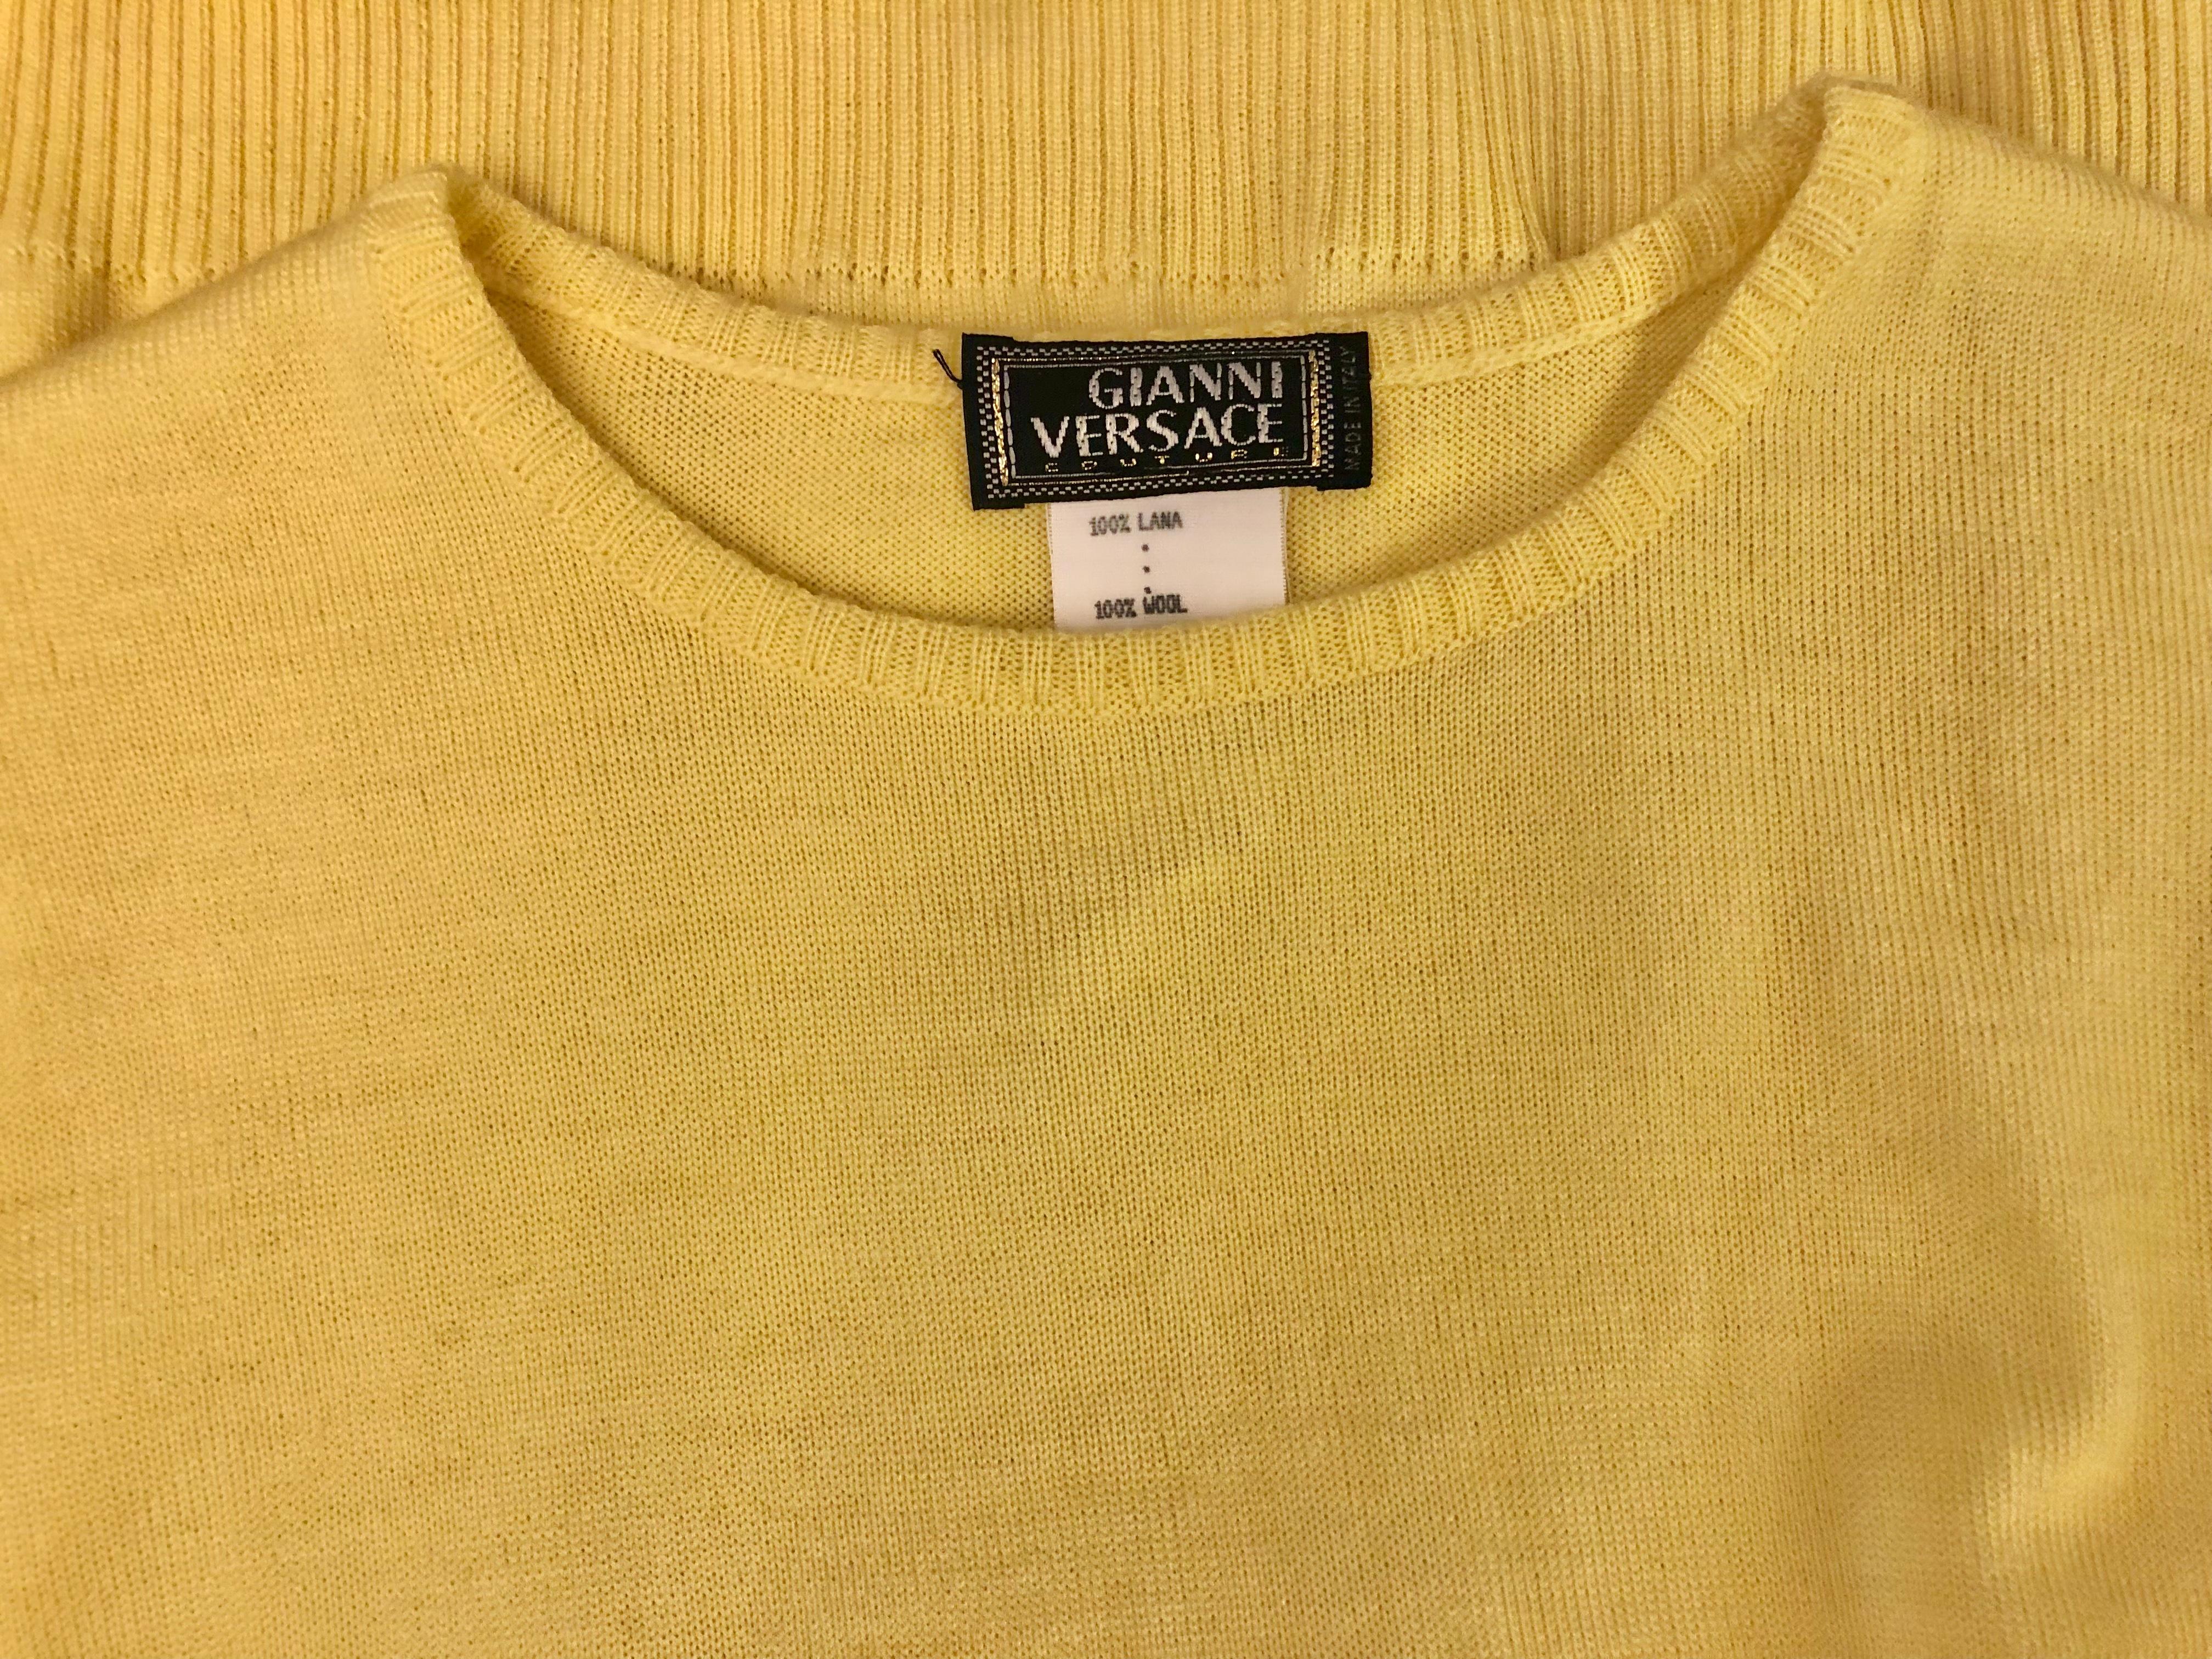 GIANNI
VERSACE
COUTURE
MADE IN ITALY
100% LANA
100% WOOL